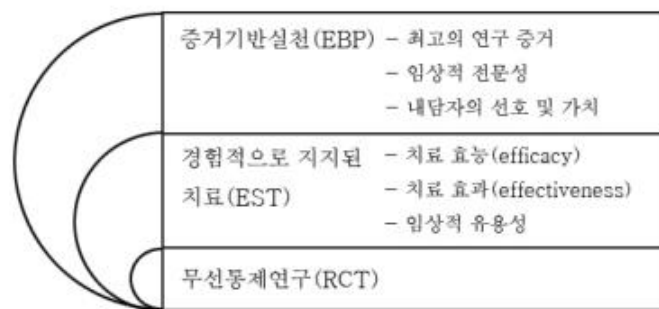 증거기반실천(EBP) - 최고의 연구 증거
- 임상적 전문성
- 내담자의 선호 및 가치
경험적으로 지지된 - 치료 효능(efficacy)
치료(EST) - 치료 효과(effectiveness)
- 임상적 유용성
무선통제연구(RCT)